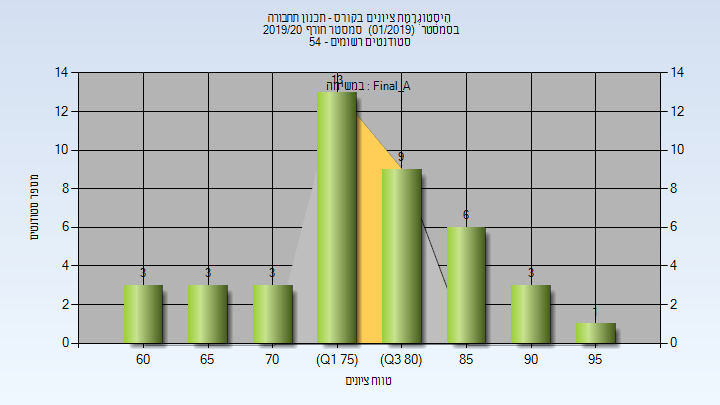 היסטוגרמת ציונים בקורס - תכנון תחבורה
בסמסטר (01/2019) סמסטר חורף 2019/20
סטודנטים רשומים - 54
במשימה : Final_A
מספר סטודנטים
14 14
12 12
10 10
8 8
6 6
4 4
2 2
0 0
3 3 3 13 9 6 3 1
60 65 70 (Q1 75) (Q3 80) 85 90 95
טווח ציונים